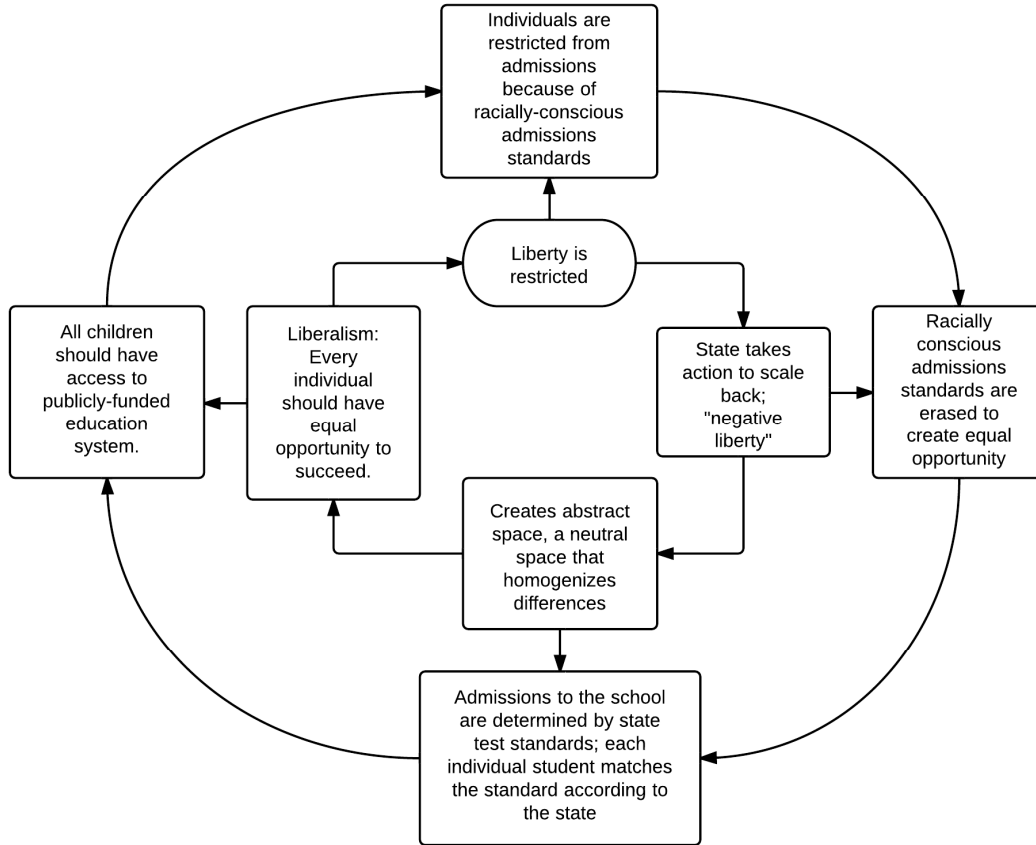 Individuals are
restricted from
admissions
because of
racially-conscious
admissions
standards
Liberty is
restricted
All children
should have
access to
publicly-funded
education
system.
Liberalism:
Every
individual
should have
equal
opportunity to
succeed.
State takes
action to scale
back;
"negative
liberty"
Racially
conscious
admissions
standards are
erased to
create equal
opportunity
Creates abstract
space, a neutral
space that
homogenizes
differences
Admissions to the school
are determined by state
test standards; each
individual student matches
the standard according to
the state